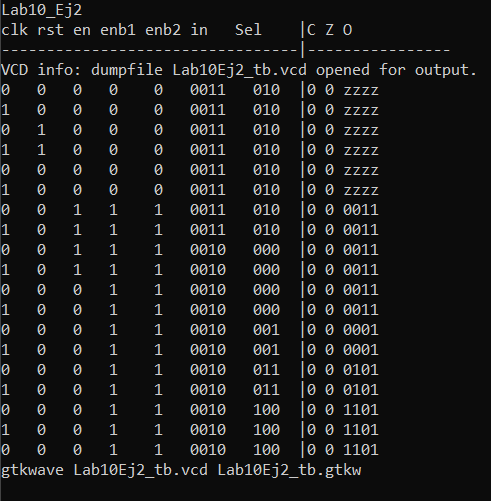 Lab10_Ej2
clk rst en enb1 enb2 in   Sel    |C Z O
---------------------------------|----------------
VCD info: dumpfile Lab10Ej2_tb.vcd opened for output.
0   0   0   0   0   0011   010  |0 0 zzzz
1   0   0   0   0   0011   010  |0 0 zzzz
0   1   0   0   0   0011   010  |0 0 zzzz
1   1   0   0   0   0011   010  |0 0 zzzz
0   0   0   0   0   0011   010  |0 0 zzzz
1   0   0   0   0   0011   010  |0 0 zzzz
0   0   1   1   1   0011   010  |0 0 0011
1   0   1   1   1   0011   010  |0 0 0011
0   0   1   1   1   0010   000  |0 0 0011
1   0   1   1   1   0010   000  |0 0 0011
0   0   0   1   1   0010   000  |0 0 0011
1   0   0   1   1   0010   000  |0 0 0011
0   0   0   1   1   0010   001  |0 0 0001
1   0   0   1   1   0010   001  |0 0 0001
0   0   0   1   1   0010   011  |0 0 0101
1   0   0   1   1   0010   011  |0 0 0101
0   0   0   1   1   0010   100  |0 0 1101
1   0   0   1   1   0010   100  |0 0 1101
0   0   0   1   1   0010   100  |0 0 1101
gtkwave Lab10Ej2_tb.vcd Lab10Ej2_tb.gtkw